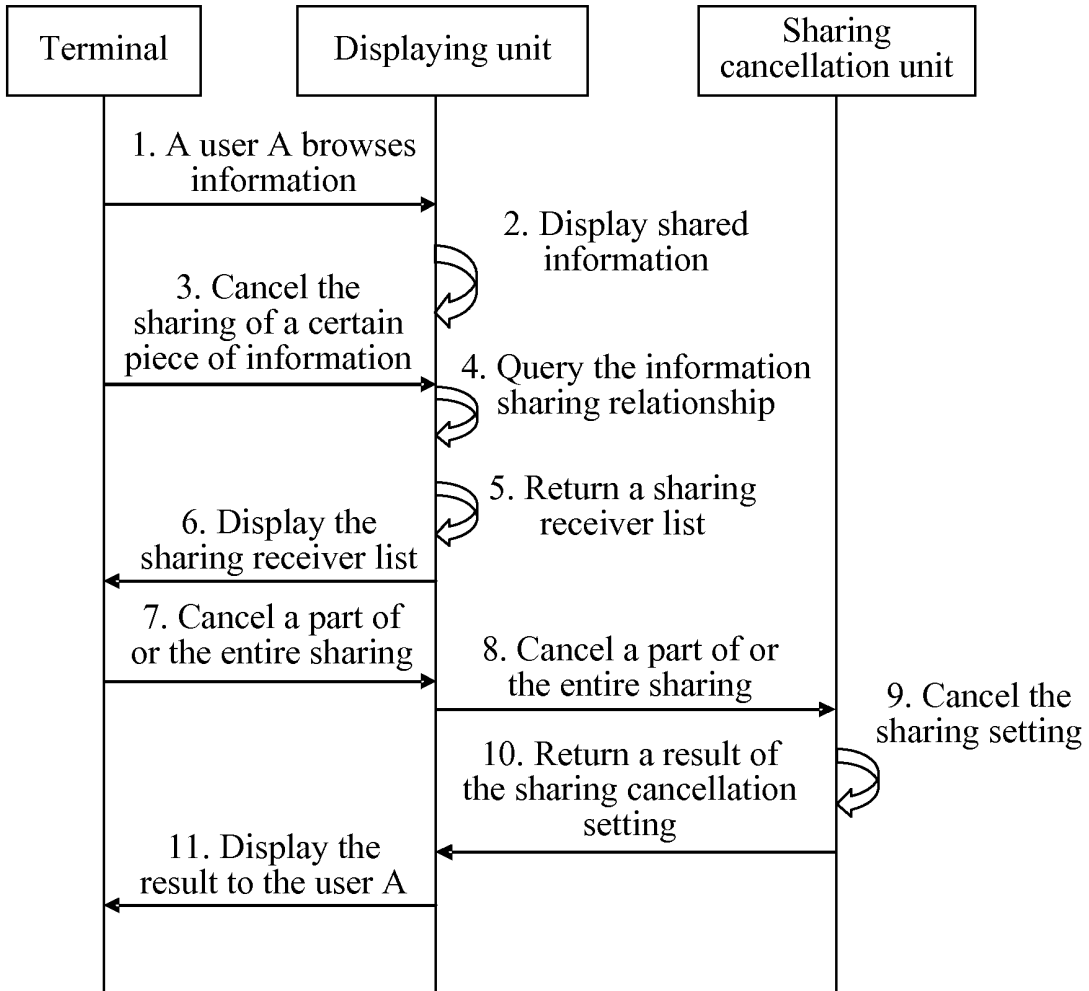 Terminal
Displaying unit
Sharing
cancellation unit
1. A user A browses
information
2. Display shared
information
3. Cancel the
sharing of a certain
piece of information
4. Query the information
sharing relationship
5. Return a sharing
receiver list
6. Display the
sharing receiver list
7. Cancel a part of
or the entire sharing
8. Cancel a part of or
the entire sharing
9. Cancel the
sharing setting
10. Return a result of
the sharing cancellation
setting
11. Display the
result to the user A